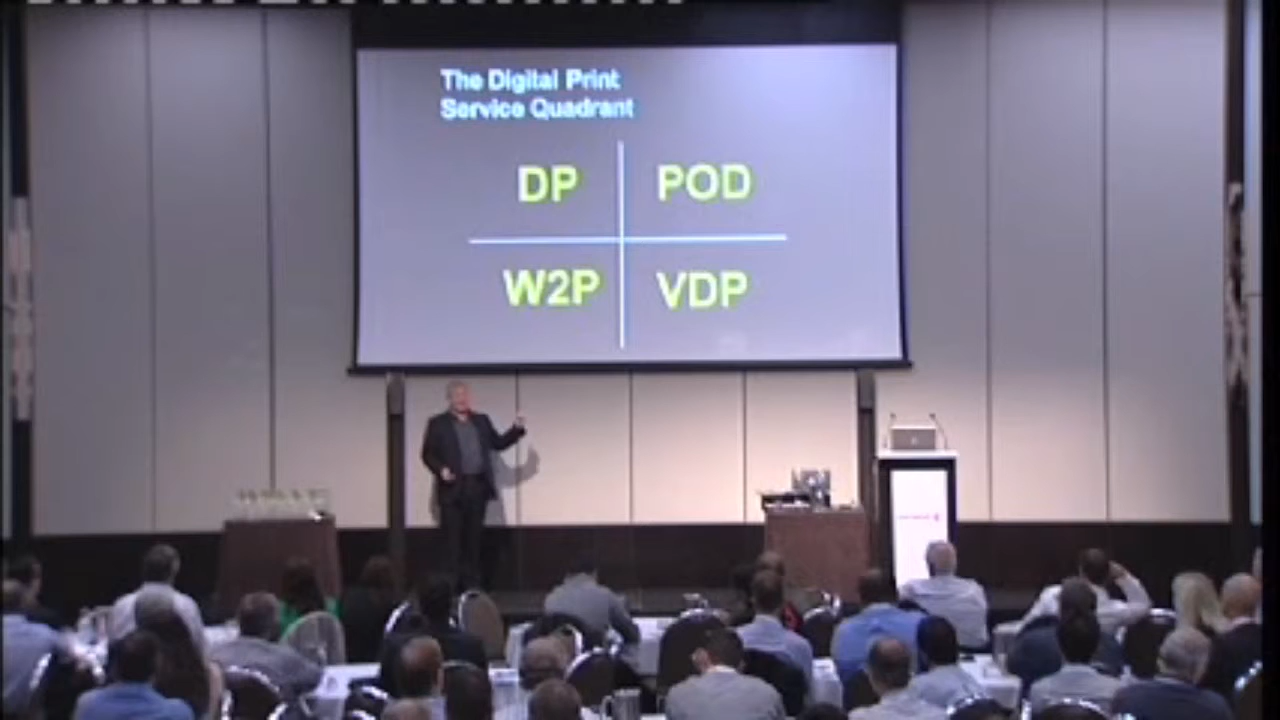 The Digital Print
Service Quadrant
DP
POD
W2P
VDP